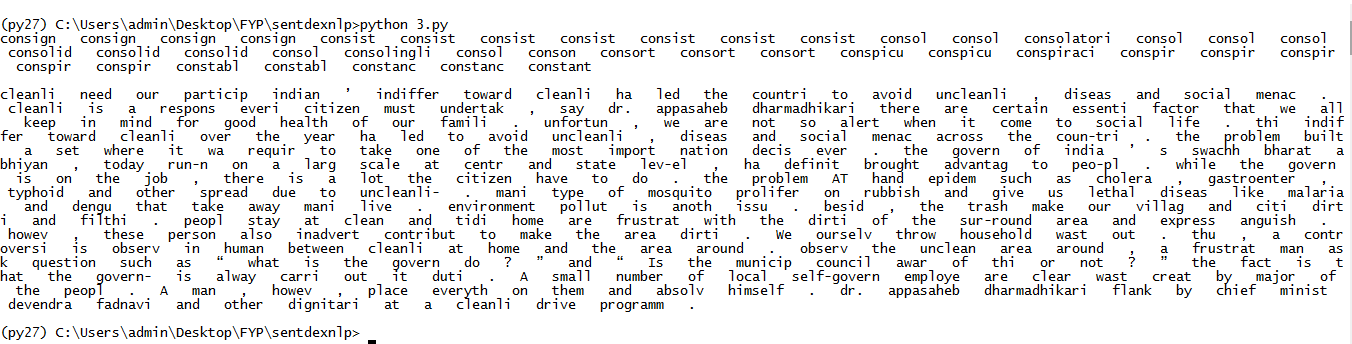 (py27) C:\Users\admin\Desktop\FYP\sentdexnlp>python 3.py
consign consign consign consign consist consist consist consist consist consist consist consol consol consolatori consol consol consol
consolid consolid consolid consol consolingli consol conson consort consort consort conspicu conspicu conspiraci conspir conspir conspir
conspir conspir constabl constabl constanc constanc constant
cleanli need our particip indian ’ indiffer toward cleanli ha led the countri to avoid uncleanli , diseas and social menac .
cleanli is a respons everi citizen must undertak , say dr. appasaheb dharmadhikari there are certain essenti factor that we all
keep in mind for good health of our famili . unfortun , we are not so alert when it come to social life . thi indif
fer toward cleanli over the year ha led to avoid uncleanli , diseas and social menac across the coun-tri . the problem built
a set where it wa requir to take one of the most import nation decis ever . the govern of india ’ s swachh bharat a
bhiyan , today run-n on a larg scale at centr and state lev-el , ha definit brought advantag to peo-pl . while the govern
is on the job , there is a lot the citizen have to do . the problem AT hand epidem such as cholera , gastroenter ,
typhoid and other spread due to uncleanli- . mani type of mosquito prolifer on rubbish and give us lethal diseas like malaria
and dengu that take away mani live . environment pollut is anoth issu . besid , the trash make our villag and citi dirt
i and filthi . peopl stay at clean and tidi home are frustrat with the dirti of the sur-round area and express anguish .
howev , these person also inadvert contribut to make the area dirti . We ourselv throw household wast out . thu , a contr
oversi is observ in human between cleanli at home and the area around . observ the unclean area around , a frustrat man as
k question such as “ what is the govern do ? ” and “ Is the municip council awar of thi or not ? ” the fact is t
hat the govern- is alway carri out it duti . A small number of local self-govern employe are clear wast creat by major of
the peopl . A man , howev , place everyth on them and absolv himself . dr. appasaheb dharmadhikari flank by chief minist
devendra fadnavi and other dignitari at a cleanli drive programm .
(py27) C:\Users\admin\Desktop\FYP\sentdexnlp>